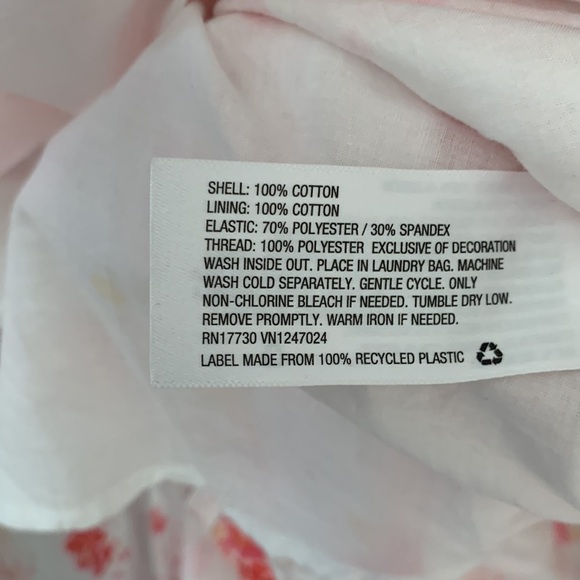 SHELL: 100% COTTON
LINING: 100% COTTON
ELASTIC: 70% POLYESTER / 30% SPANDEX
THREAD: 100% POLYESTER EXCLUSIVE OF DECORATION
WASH INSIDE OUT. PLACE IN LAUNDRY BAG. MACHINE
WASH COLD SEPARATELY. GENTLE CYCLE. ONLY
NON-CHLORINE BLEACH IF NEEDED. TUMBLE DRY LOW.
REMOVE PROMPTLY. WARM IRON IF NEEDED.
RN17730 VN1247024
LABEL MADE FROM 100% RECYCLED PLASTIC